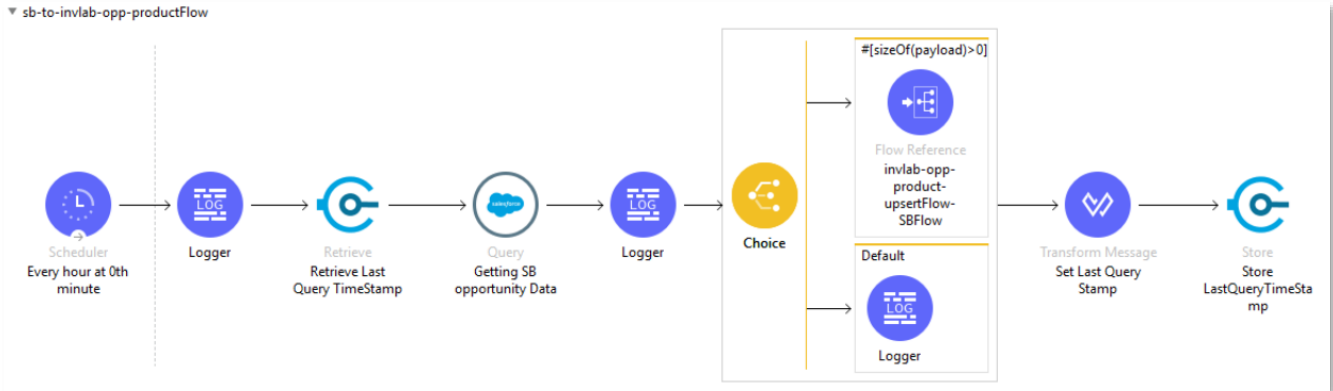 sb-to-invlab-opp-productFlow
#[sizeOf(payload)>0]
Flow Reference
invlab-opp-
product-
upsertFlow-
SBFlow
LOG
LOG
salesforce
LOG
Scheduler
Every hour at 0th
minute
Logger
Retrieve
Retrieve Last
Query TimeStamp
Query
Getting SB
opportunity Data
Logger
Choice
Default
LOG
Logger
Transform Message
Set Last Query
Stamp
Store
Store
LastQueryTimeSta
mp